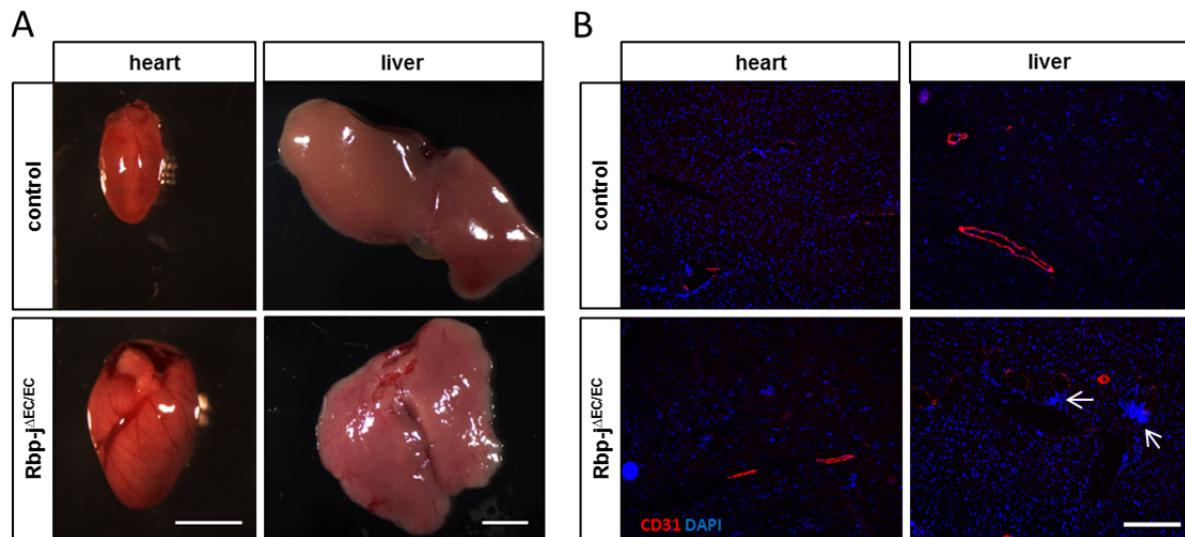 A
B
heart
liver
heart
liver
control
control
Rbp-jΔEC/EC
Rbp-jΔEC/EC
CD31 DAPI